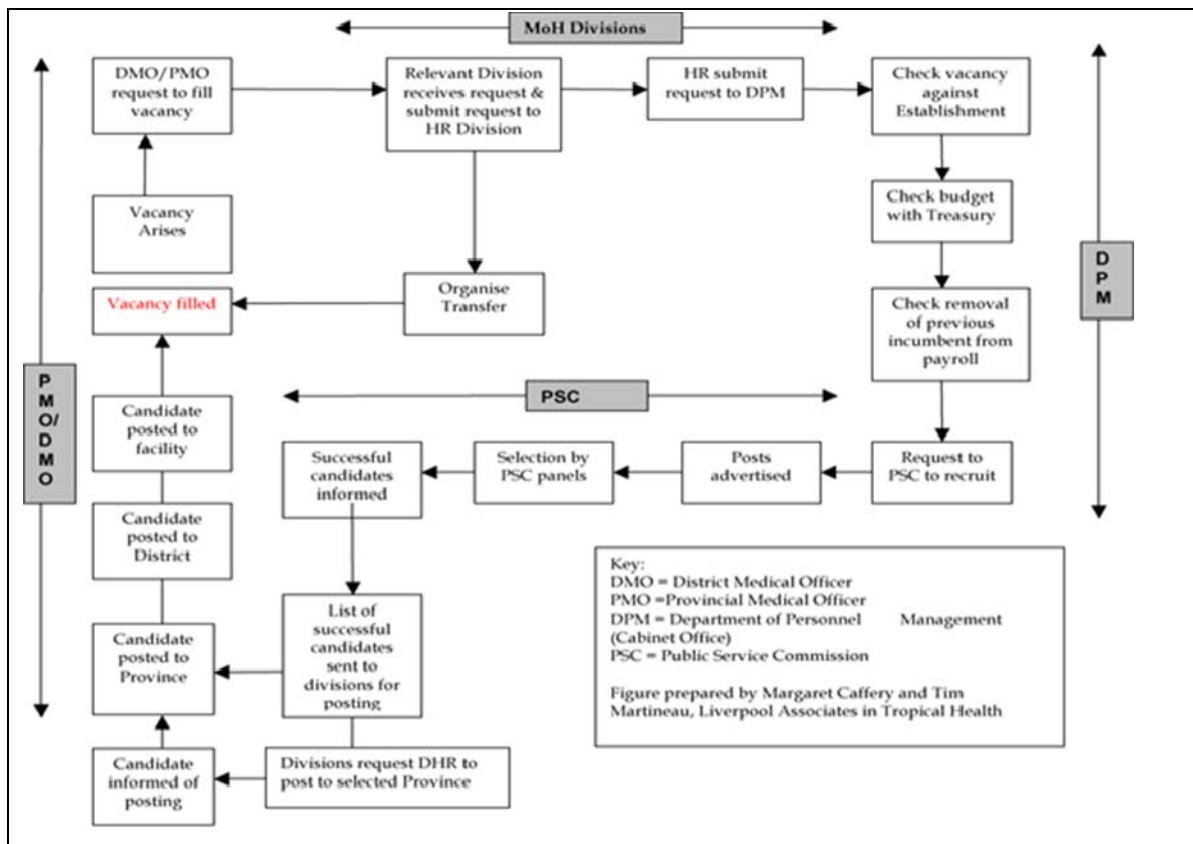 MoH Divisions
DMO/PMO
request to fill
vacancy
Relevant Division
receives request &
submit request to
HR Division
HR submit
request to DPM
Check vacancy
against
Establishment
Vacancy
Arises
Check budget
with Treasury
D
P
M
Vacancy filled
Organise
Transfer
Check removal
of previous
incumbent from
payroll
P
M
O/
D
M
O
PSC
Candidate
posted to
facility
Successful
candidates
informed
Selection by
PSC panels
Posts
advertised
Request to
PSC to recruit
Candidate
posted to
District
List of
successful
candidates
sent to
divisions for
posting
Candidate
posted to
Province
Candidate
informed of
posting
Divisions request DHR to
post to selected Province
Key:
DMO = District Medical Officer
PMO =Provincial Medical Officer
DPM = Department of Personnel Management
(Cabinet Office)
PSC = Public Service Commission
Figure prepared by Margaret Caffery and Tim
Martineau, Liverpool Associates in Tropical Health